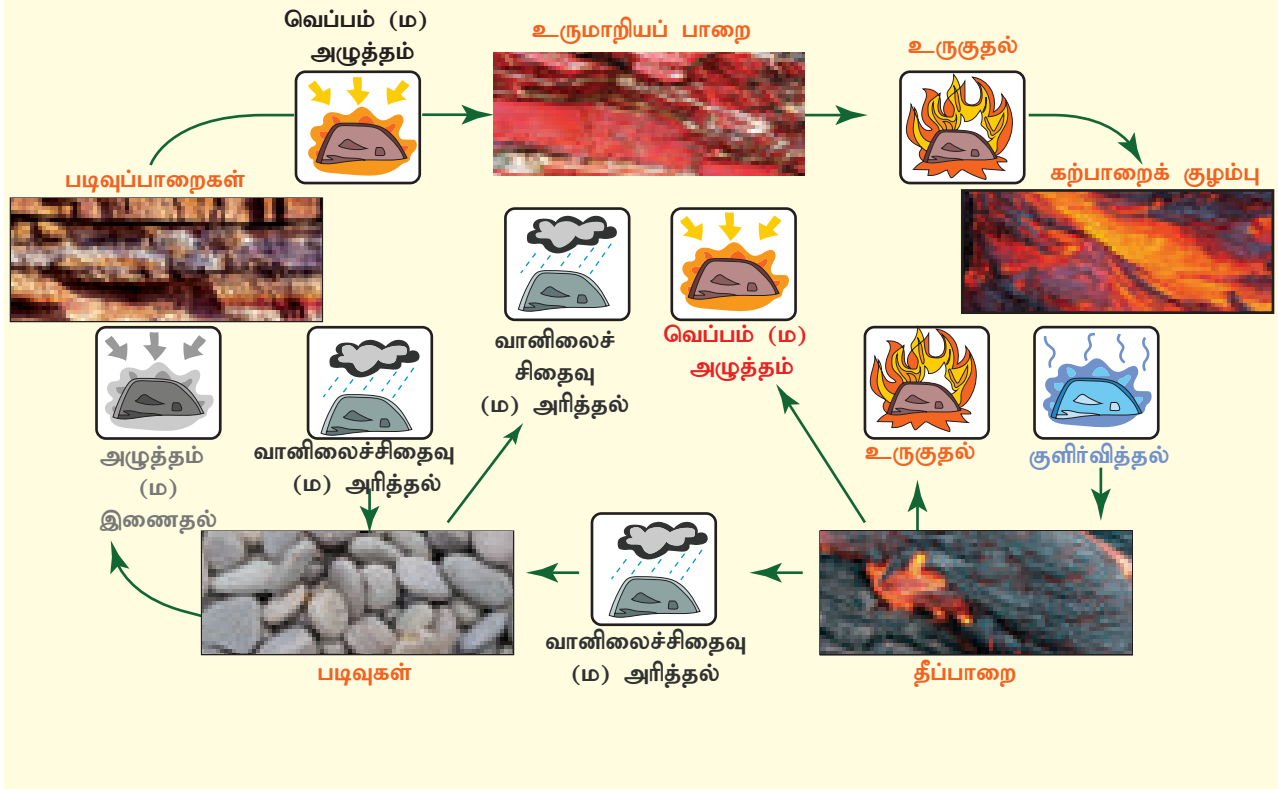 வெப்பம் (ம)
அழுத்தம்
உருமாறியப் பாறை
உருகுதல்
படிவுப்பாறைகள்
கற்பாறைக் குழம்பு
வானிலைச்
சிதைவு
(ம) அரித்தல்
வெப்பம் (ம)
அழுத்தம்
அழுத்தம்
(ம)
இணைதல்
வானிலைச்சிதைவு
(ம) அரித்தல்
உருகுதல்
குளிர்வித்தல்
வானிலைச்சிதைவு
(ம) அரித்தல்
படிவுகள்
தீப்பாறை